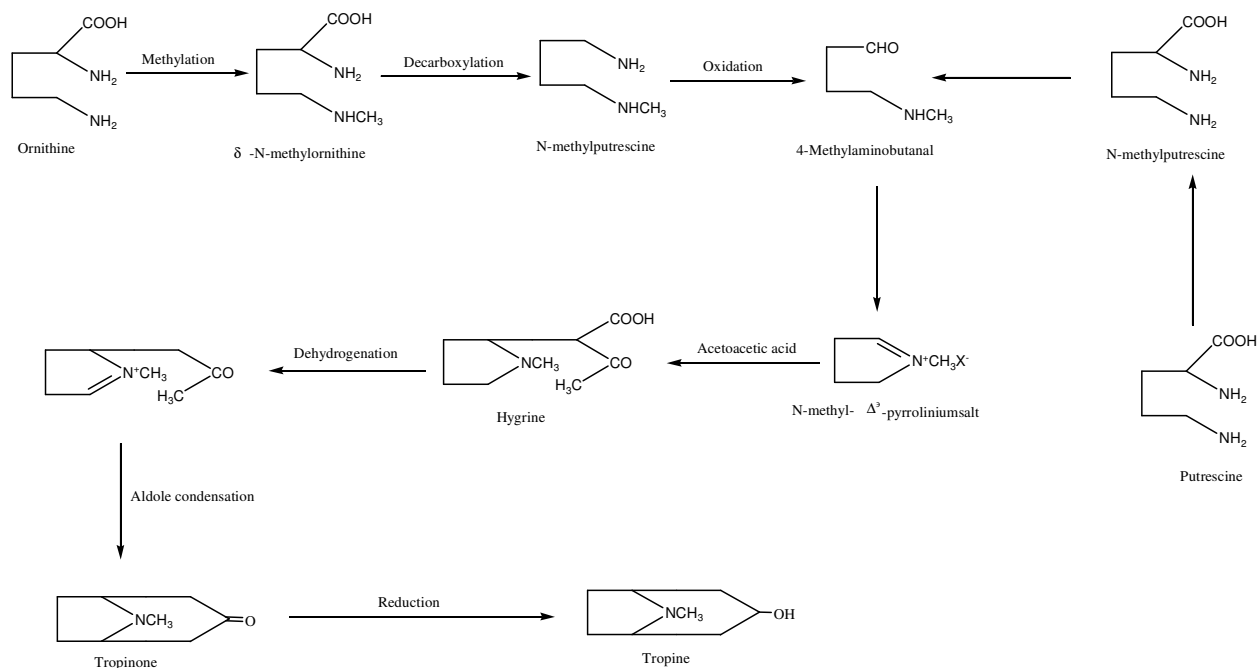 COOH
NH2
NH2
Ornithine
Methylation
COOH
NH2
NHCH3
δ -N-methylornithine
Decarboxylation
NH2
NHCH3
N-methylputrescine
Oxidation
CHO
NHCH3
4-Methylaminobutanal
COOH
NH2
NH2
N-methylputrescine
N+ CH3
CO
H3C
Dehydrogenation
COOH
NCH3
CO
H3C
Hygrine
Acetoacetic acid
N+ CH3X-
N-methyl- Δ³ -pyrroliniumsalt
COOH
NH2
NH2
Putrescine
Aldole condensation
NCH3
O
Tropinone
Reduction
NCH3
OH
Tropine